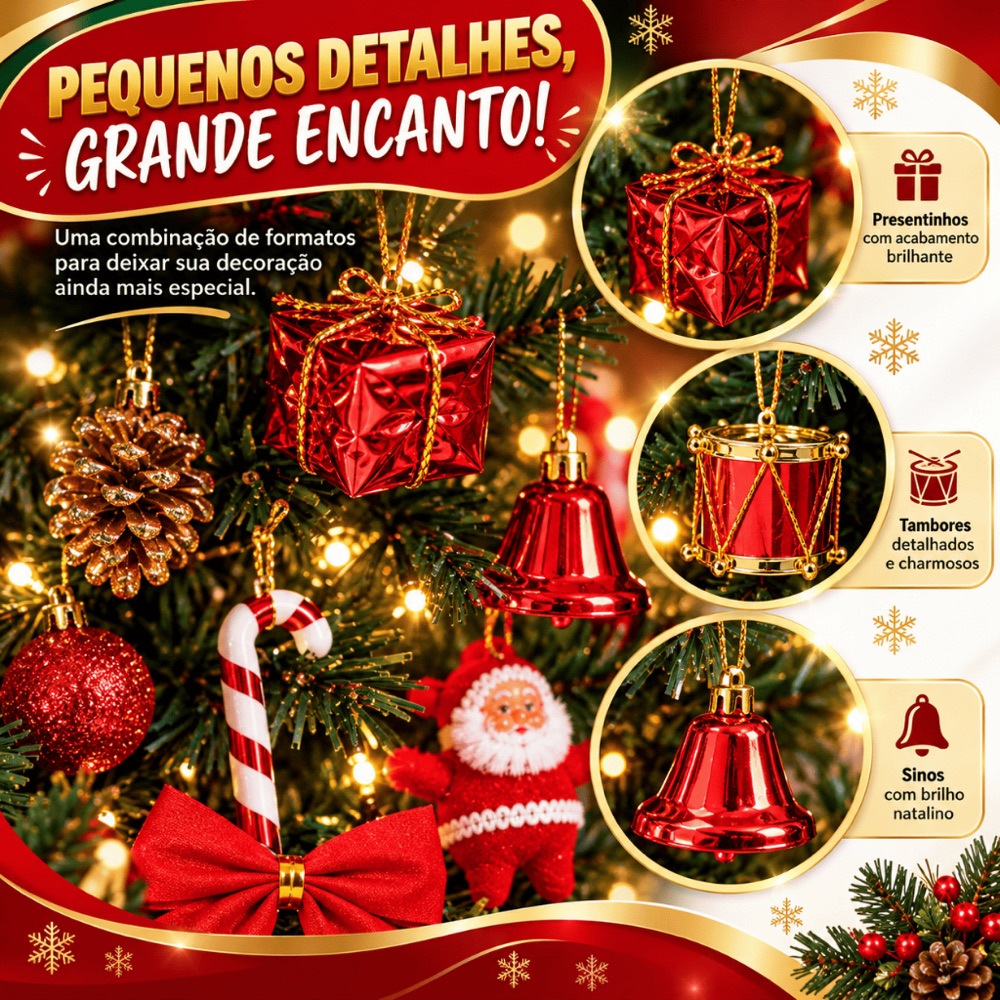 PEQUENOS DETALHES,
GRANDE ENCANTO!
Uma combinação de formatos
para deixar sua decoração
ainda mais especial.
Presentinhos
com acabamento
brilhante
Tambores
detalhados
e charmosos
Sinos
com brilho
natalino